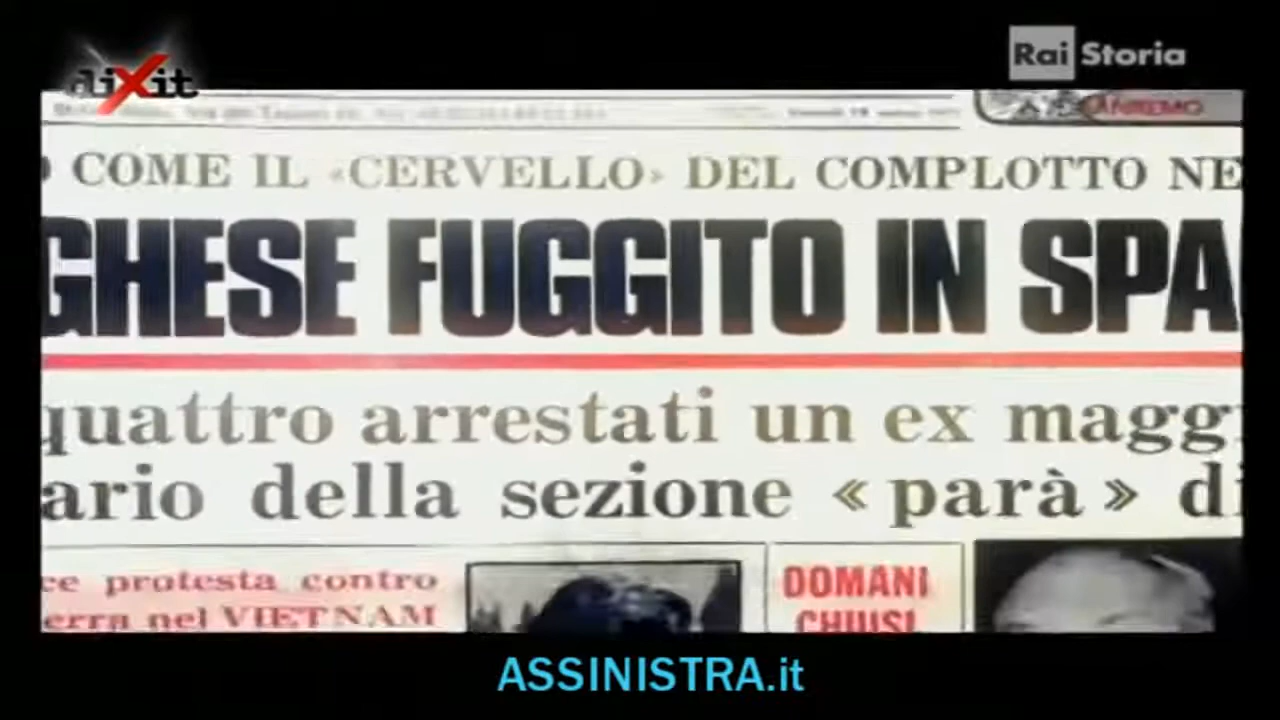 diXit
Rai Storia
SANREMO
COME IL «CERVELLO» DEL COMPLOTTO NE
GHESE FUGGITO IN SPA
quattro arrestati un ex magg
ario della sezione «parà» di
ce protesta contro
erra nel VIETNAM
DOMANI
CHIUSI
ASSINISTRA.it